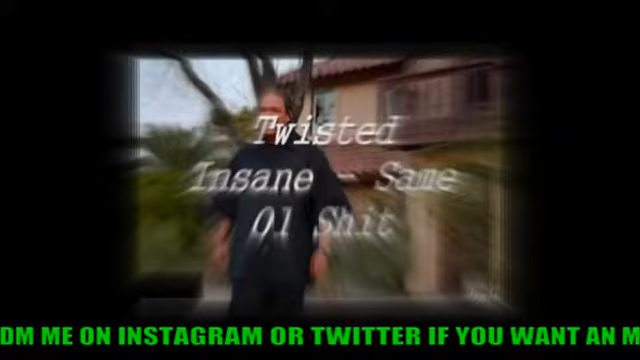 Twisted
Insane - Same
Ol Shit
DM ME ON INSTAGRAM OR TWITTER IF YOU WANT AN M